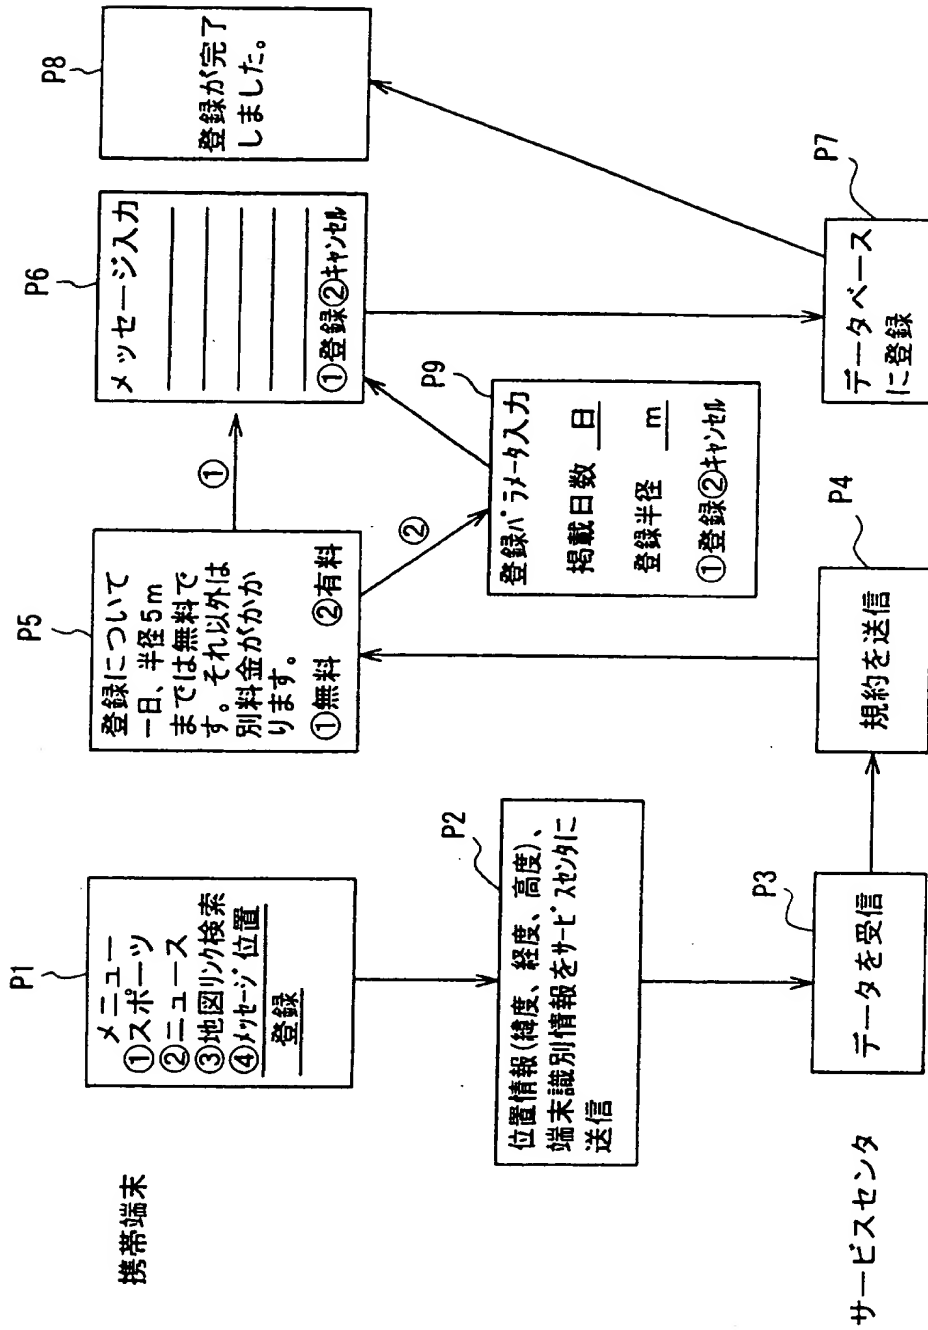 携帯端末
P1
メニュー
①スポーツ
②ニュース
③地図リンク検索
④メッセージ位置
登録
P2
位置情報(緯度、経度、高度)、
端末識別情報をサービスセンタに
送信
サービスセンタ
P3
データを受信
P4
規約を送信
P5
登録について
一日、半径5m
までは無料で
す。それ以外は
別料金がかか
ります。
①無料 ②有料
①
②
P9
登録パラメータ入力
掲載日数 日
登録半径 m
①登録②キャンセル
P6
メッセージ入力
①登録②キャンセル
P7
データベース
に登録
P8
登録が完了
しました。